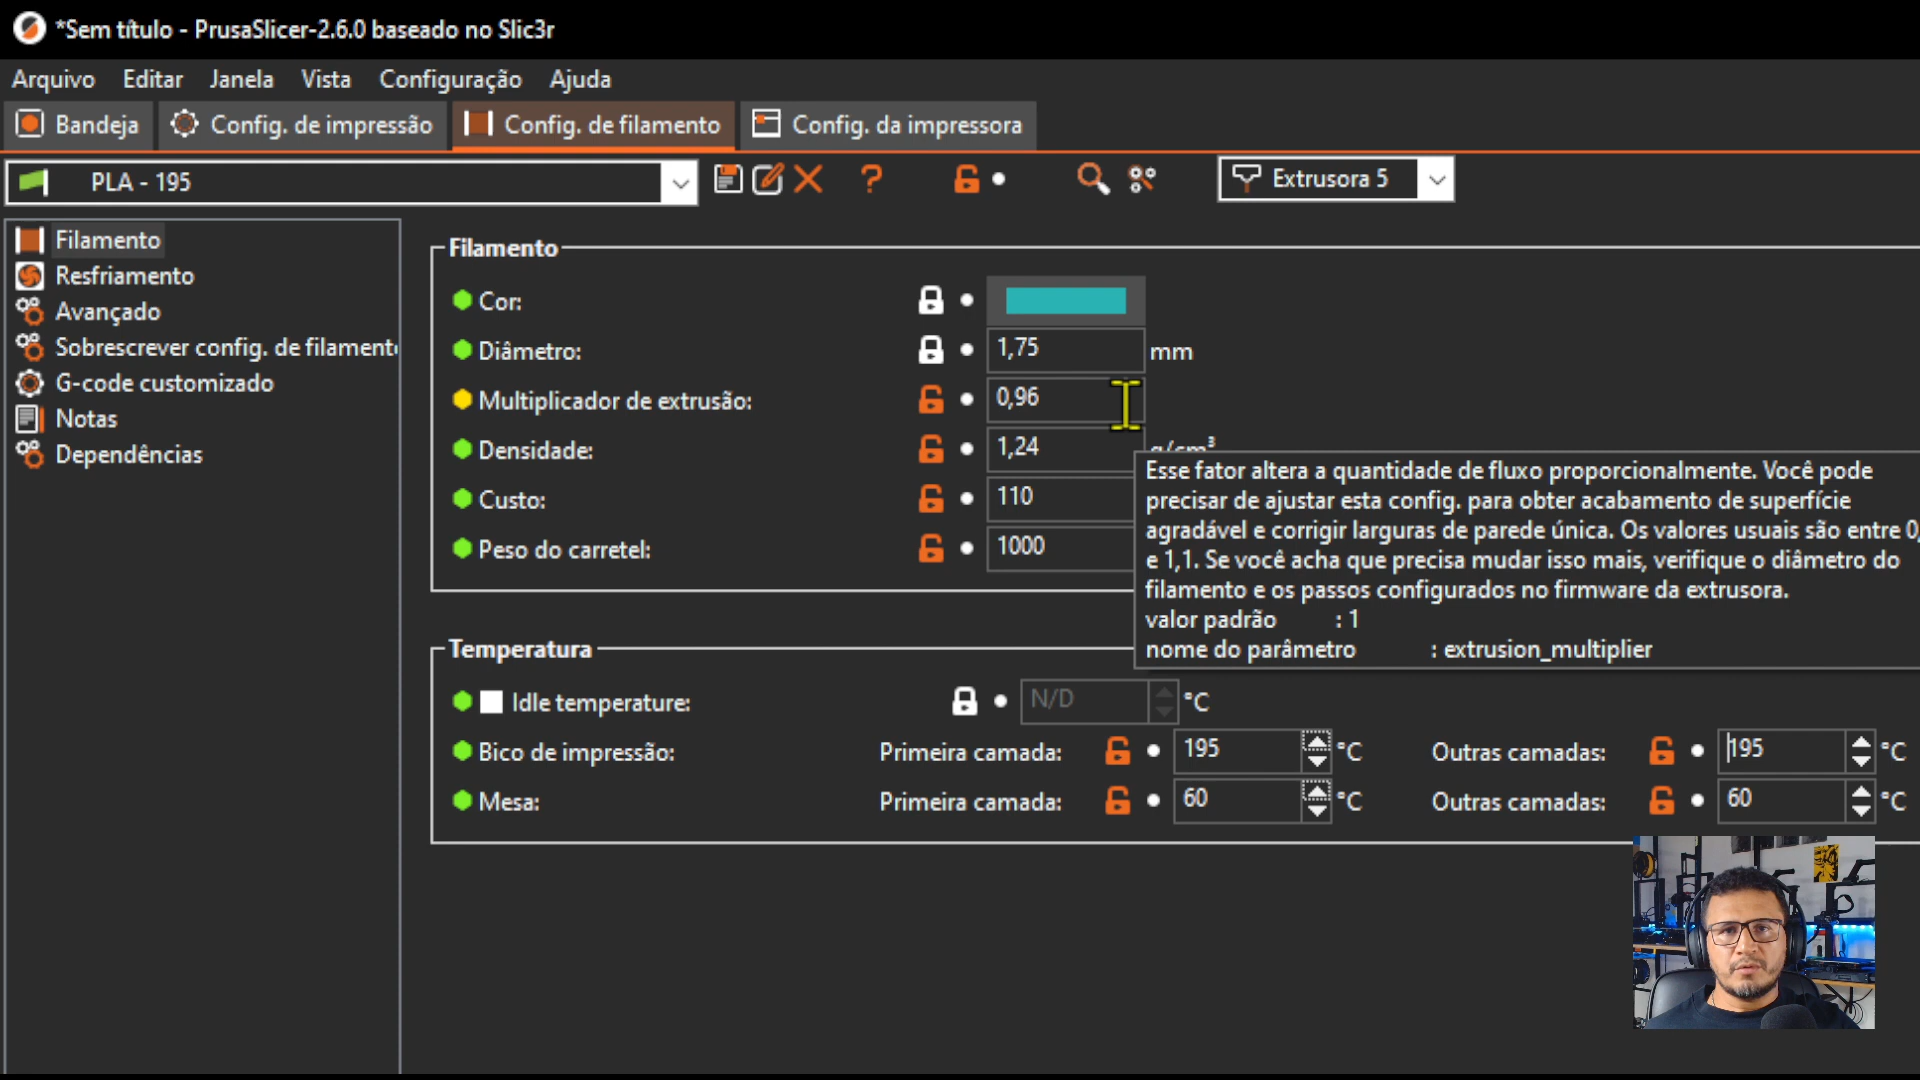 *Sem título - PrusaSlicer-2.6.0 baseado no Slic3r
Arquivo Editar Janela Vista Configuração Ajuda
Bandeja Config. de impressão Config. de filamento Config. da impressora
PLA - 195 ? Extrusora 5
Filamento
Resfriamento
Avançado
Sobrescrever config. de filament
G-code customizado
Notas
Dependências
Filamento
Cor:
Diâmetro: 1,75 mm
Multiplicador de extrusão: 0,96
Densidade: 1,24 g/cm³
Custo: 110
Peso do carretel: 1000
Esse fator altera a quantidade de fluxo proporcionalmente. Você pode
precisar de ajustar esta config. para obter acabamento de superfície
agradável e corrigir larguras de parede única. Os valores usuais são entre 0,
e 1,1. Se você acha que precisa mudar isso mais, verifique o diâmetro do
filamento e os passos configurados no firmware da extrusora.
valor padrão : 1
nome do parâmetro : extrusion_multiplier
Temperatura
Idle temperature: N/D °C
Bico de impressão: Primeira camada: 195 °C Outras camadas: 195 °C
Mesa: Primeira camada: 60 °C Outras camadas: 60 °C